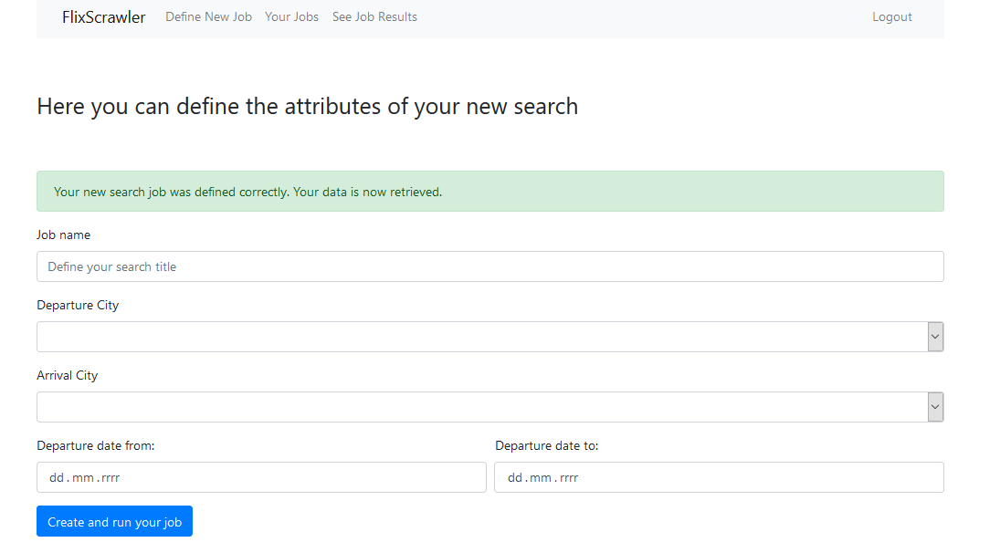 FlixScrawler Define New Job Your Jobs See Job Results Logout
Here you can define the attributes of your new search
Your new search job was defined correctly. Your data is now retrieved.
Job name
Define your search title
Departure City
Arrival City
Departure date from: Departure date to:
dd.mm.rrrr dd.mm.rrrr
Create and run your job